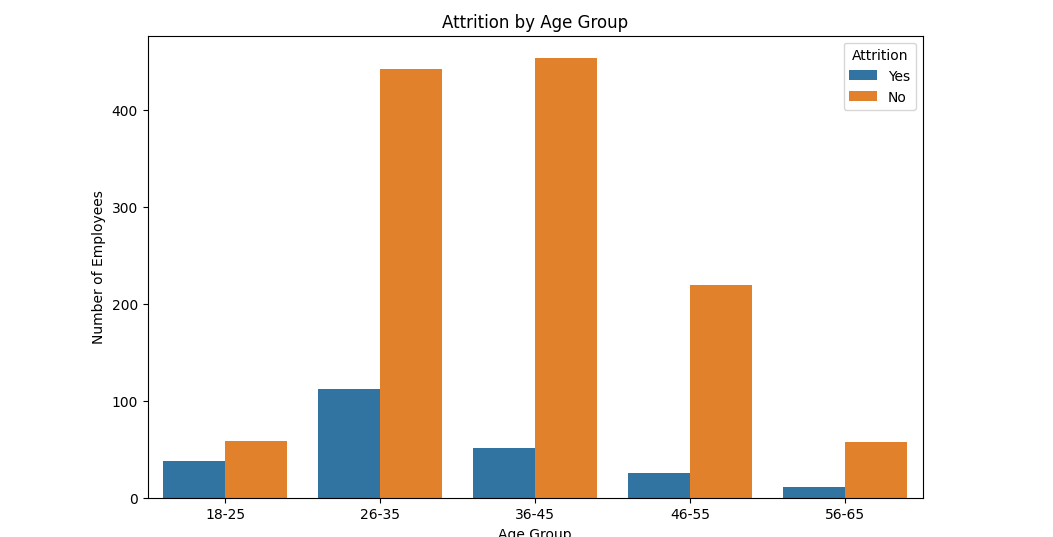 Attrition by Age Group
Attrition
Yes
No
400
300
200
100
0
Number of Employees
18-25
26-35
36-45
46-55
56-65
Age Group